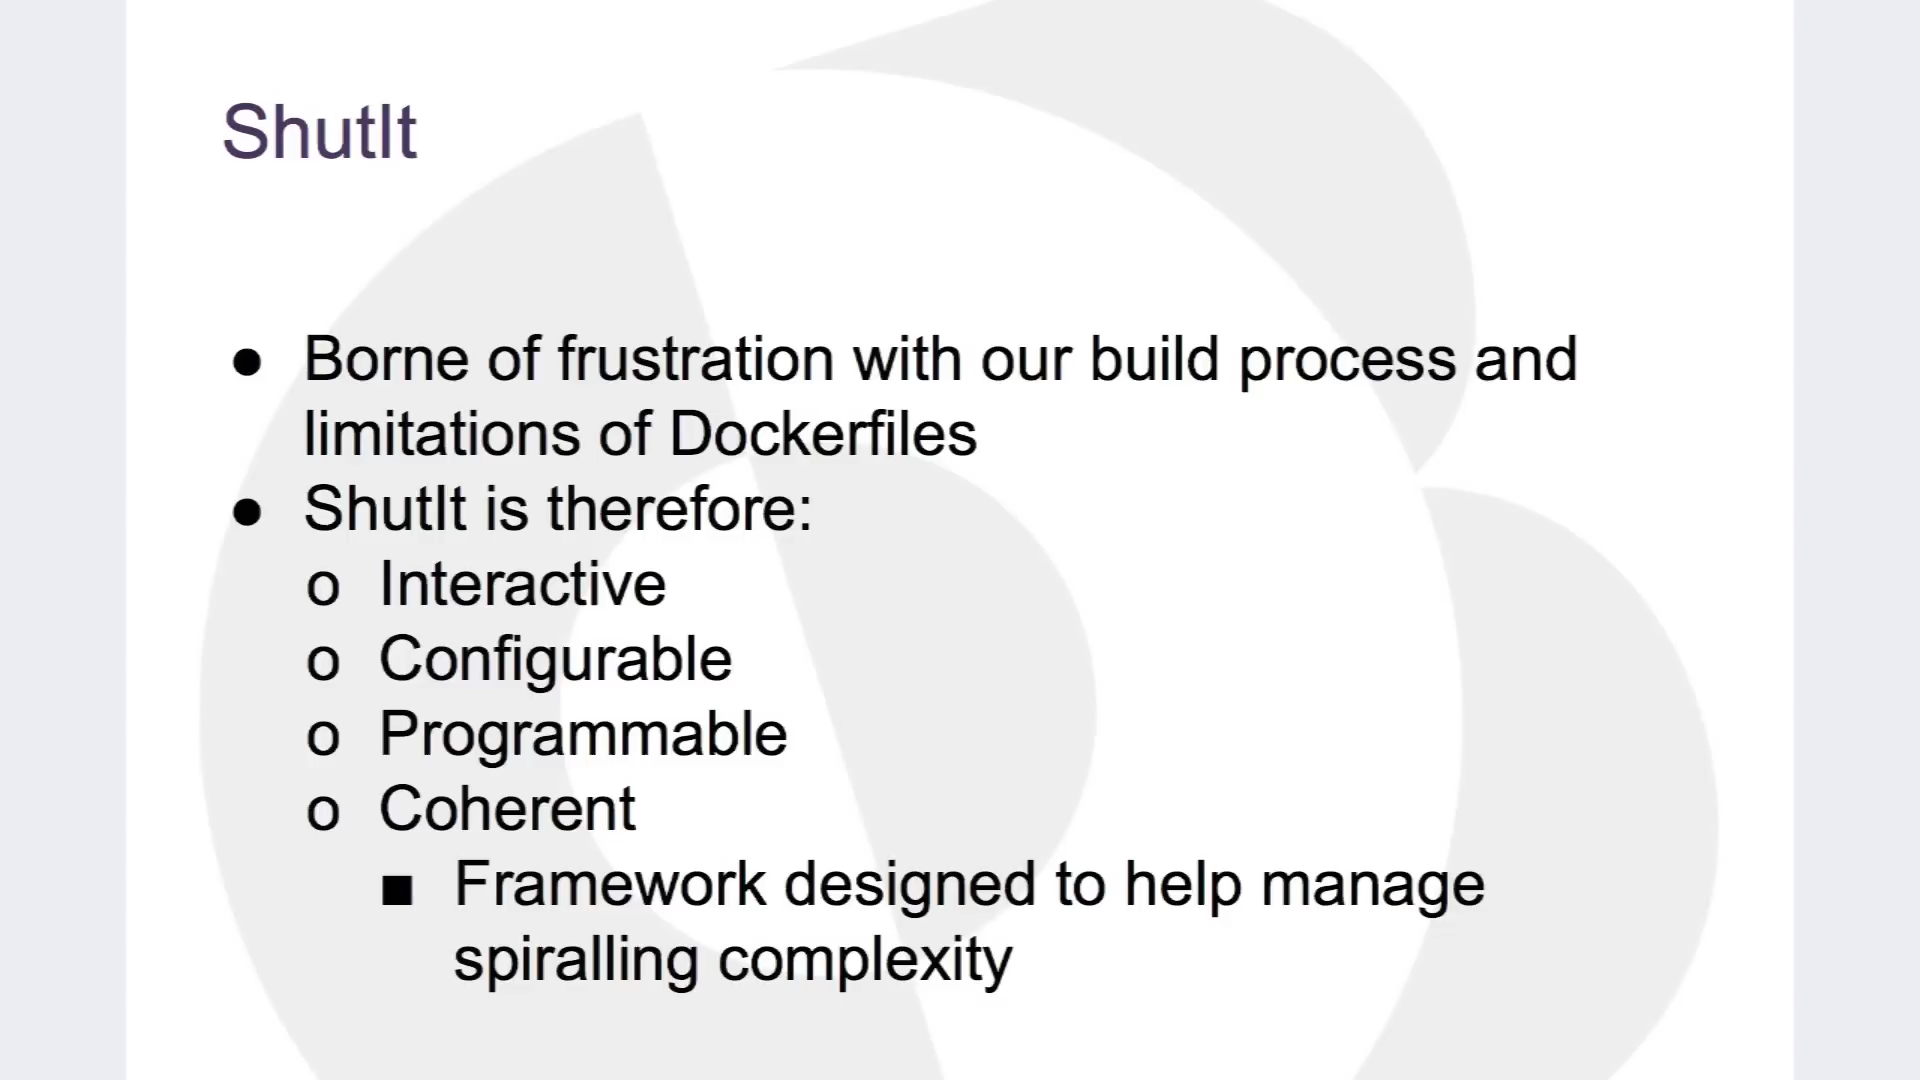 ShutIt
● Borne of frustration with our build process and
limitations of Dockerfiles
● ShutIt is therefore:
o Interactive
o Configurable
o Programmable
o Coherent
■ Framework designed to help manage
spiralling complexity